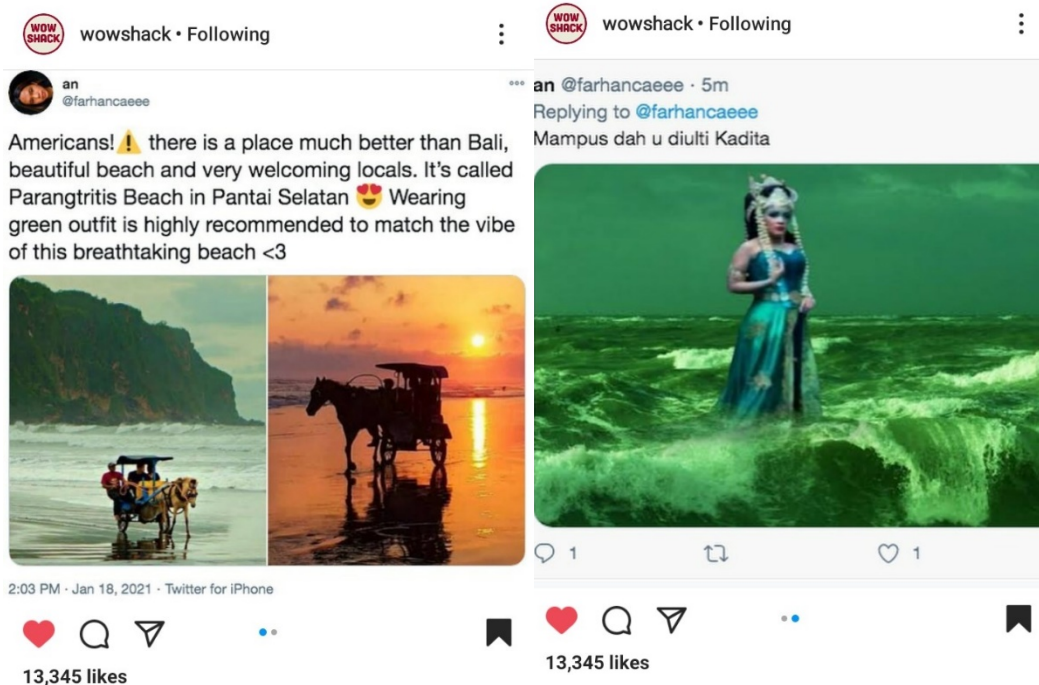 WOW
SHACK
wowshack • Following
an
@farhancaeee
Americans!⚠️ there is a place much better than Bali,
beautiful beach and very welcoming locals. It's called
Parangtritis Beach in Pantai Selatan 😍 Wearing
green outfit is highly recommended to match the vibe
of this breathtaking beach <3
2:03 PM · Jan 18, 2021 · Twitter for iPhone
13,345 likes
WOW
SHACK
wowshack • Following
an @farhancaeee · 5m
Replying to @farhancaeee
Mampus dah u diulti Kadita
1
1
13,345 likes